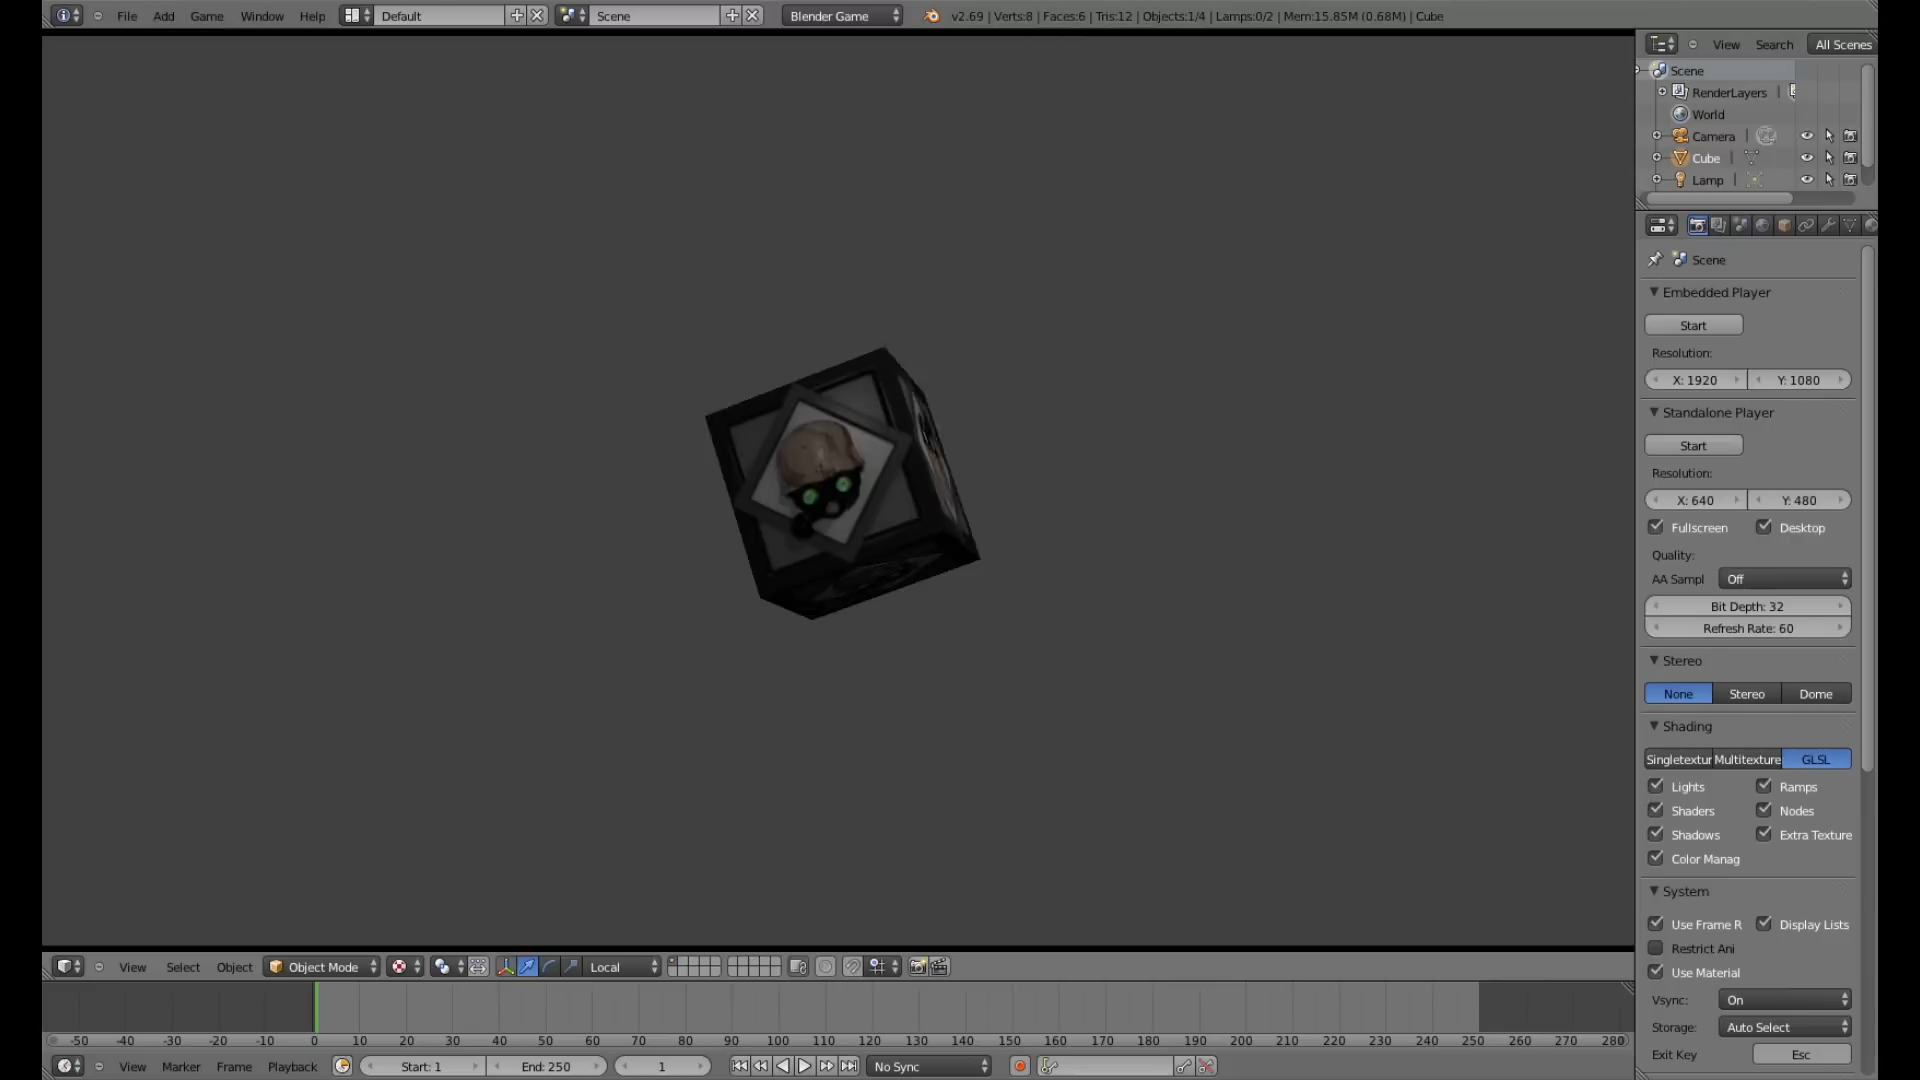 File Add Game Window Help Default Scene Blender Game v2.69 | Verts:8 | Faces:6 | Tris:12 | Objects:1/4 | Lamps:0/2 | Mem:15.85M (0.68M) | Cube
View Search All Scenes
Scene
RenderLayers
World
Camera
Cube
Lamp
Scene
Embedded Player
Start
Resolution:
X: 1920 Y: 1080
Standalone Player
Start
Resolution:
X: 640 Y: 480
Fullscreen Desktop
Quality:
AA Sampl Off
Bit Depth: 32
Refresh Rate: 60
Stereo
None Stereo Dome
Shading
Singletextur Multitexture GLSL
Lights Ramps
Shaders Nodes
Shadows Extra Texture
Color Manag
System
Use Frame R Display Lists
Restrict Ani
Use Material
Vsync: On
Storage: Auto Select
Exit Key Esc
View Select Object Object Mode Local
-50 -40 -30 -20 -10 0 10 20 30 40 50 60 70 80 90 100 110 120 130 140 150 160 170 180 190 200 210 220 230 240 250 260 270 280
View Marker Frame Playback Start: 1 End: 250 1 No Sync